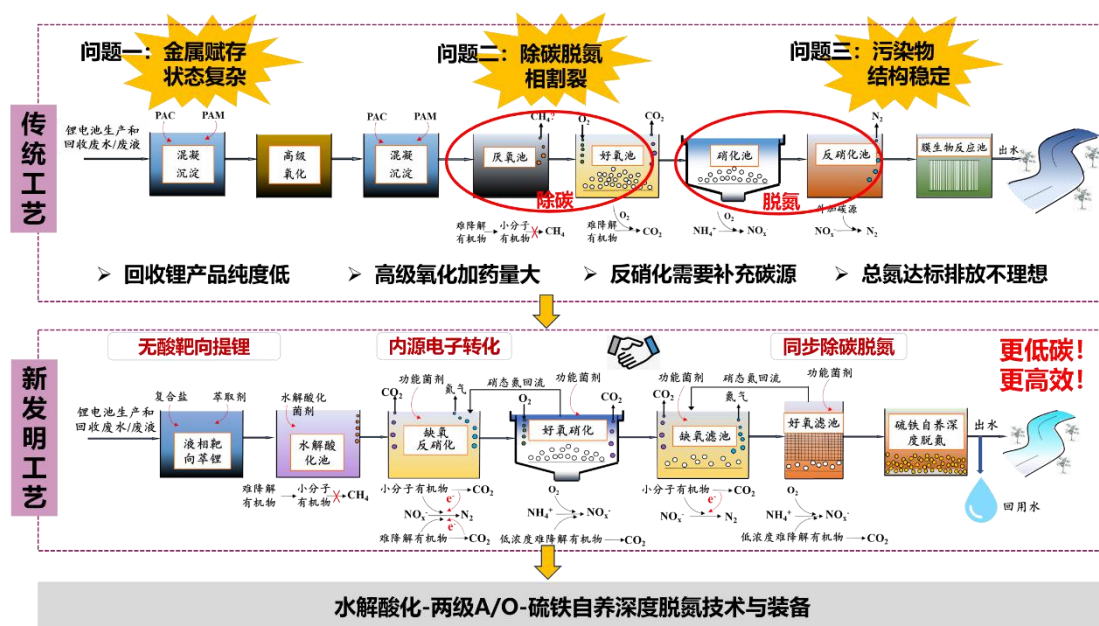 问题一：金属赋存
状态复杂
问题二：除碳脱氮
相割裂
问题三：污染物
结构稳定
传统工艺
锂电池生产和
回收废水/废液
PAC
PAM
混凝
沉淀
高级
氧化
PAC
PAM
混凝
沉淀
CH₄?
厌氧池
O₂
CO₂
好氧池
除碳
硝化池
N₂
反硝化池
脱氮
膜生物反应池
出水
难降解
有机物
小分子
有机物
CH₄
难降解
有机物
O₂
CO₂
O₂
NH₄⁺
NOₓ⁻
外加碳源
NOₓ⁻
N₂
➢ 回收锂产品纯度低
➢ 高级氧化加药量大
➢ 反硝化需要补充碳源
➢ 总氮达标排放不理想
新发明工艺
无酸靶向提锂
内源电子转化
同步除碳脱氮
更低碳！
更高效！
锂电池生产和
回收废水/废液
复合盐
萃取剂
液相靶
向萃锂
水解酸化
菌剂
水解酸
化池
CO₂
功能菌剂
氮气
缺氧
反硝化
硝态氮回流
O₂
功能菌剂
CO₂
好氧硝化
CO₂
功能菌剂
氮气
缺氧滤池
硝态氮回流
功能菌剂
好氧滤池
硫铁自养深
度脱氮
出水
回用水
难降解
有机物
小分子
有机物
CH₄
小分子有机物
CO₂
e⁻
NOₓ⁻
N₂
e⁻
难降解有机物
CO₂
O₂
NH₄⁺
NOₓ⁻
低浓度难降解有机物
CO₂
小分子有机物
CO₂
e⁻
NOₓ⁻
N₂
O₂
NH₄⁺
NOₓ⁻
低浓度难降解有机物
CO₂
水解酸化-两级A/O-硫铁自养深度脱氮技术与装备